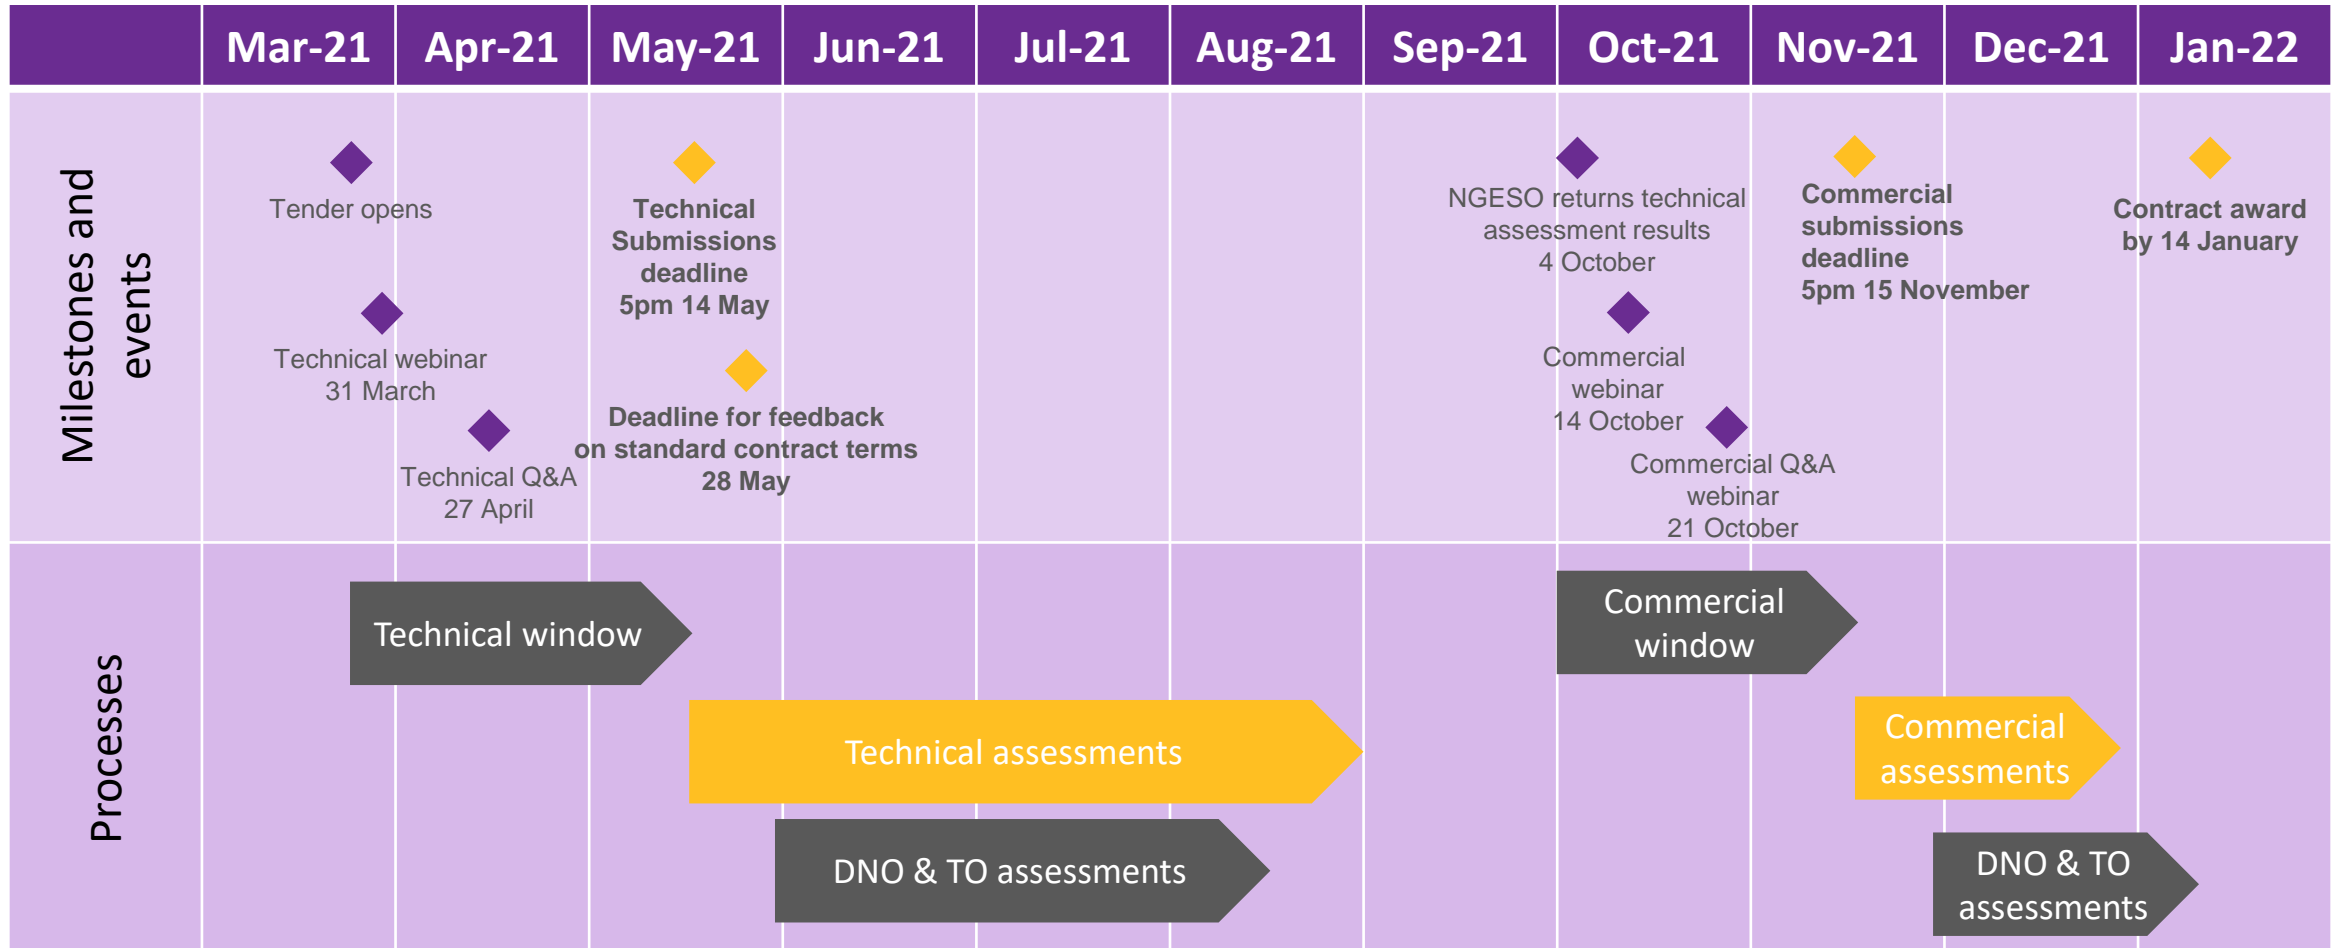 Mar-21
Apr-21
May-21
Jun-21
Jul-21
Aug-21
Sep-21
Oct-21
Nov-21
Dec-21
Jan-22
Milestones and
events
Tender opens
Technical webinar
31 March
Technical Q&A
27 April
Technical
Submissions
deadline
5pm 14 May
Deadline for feedback
on standard contract terms
28 May
NGESO returns technical
assessment results
4 October
Commercial
webinar
14 October
Commercial Q&A
webinar
21 October
Commercial
submissions
deadline
5pm 15 November
Contract award
by 14 January
Processes
Technical window
Technical assessments
DNO & TO assessments
Commercial
window
Commercial
assessments
DNO & TO
assessments